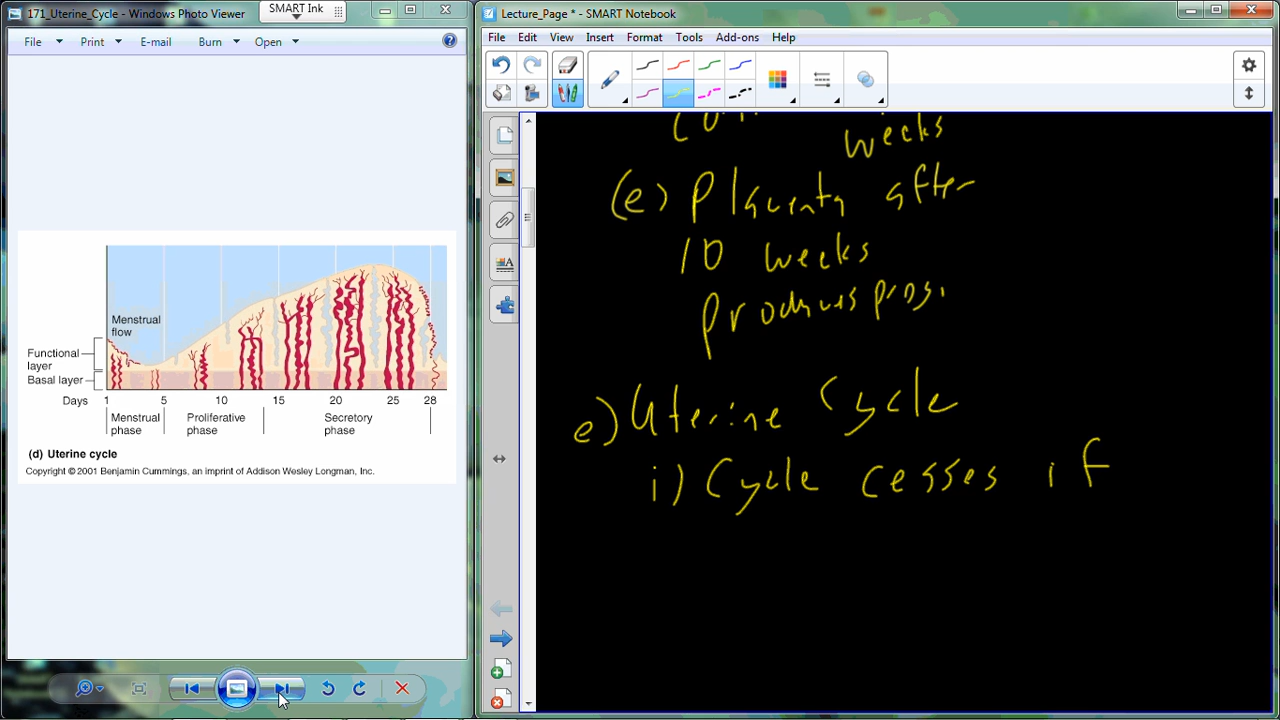 171_Uterine_Cycle - Windows Photo Viewer
SMART Ink
File Print E-mail Burn Open
Menstrual
flow
Functional
layer
Basal layer
Days 1 5 10 15 20 25 28
Menstrual
phase
Proliferative
phase
Secretory
phase
(d) Uterine cycle
Copyright © 2001 Benjamin Cummings, an imprint of Addison Wesley Longman, Inc.
Lecture_Page * - SMART Notebook
File Edit View Insert Format Tools Add-ons Help
weeks
(e) Placenta after
10 weeks
produces prog.
e) Uterine Cycle
i) Cycle cesses if